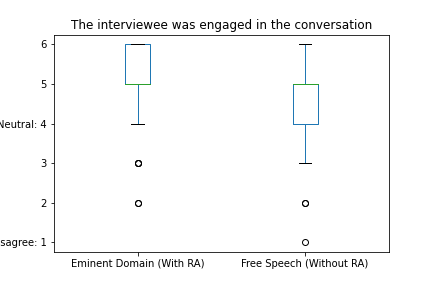 The interviewee was engaged in the conversation
6
5
Neutral: 4
3
2
sagree: 1
Eminent Domain (With RA) Free Speech (Without RA)